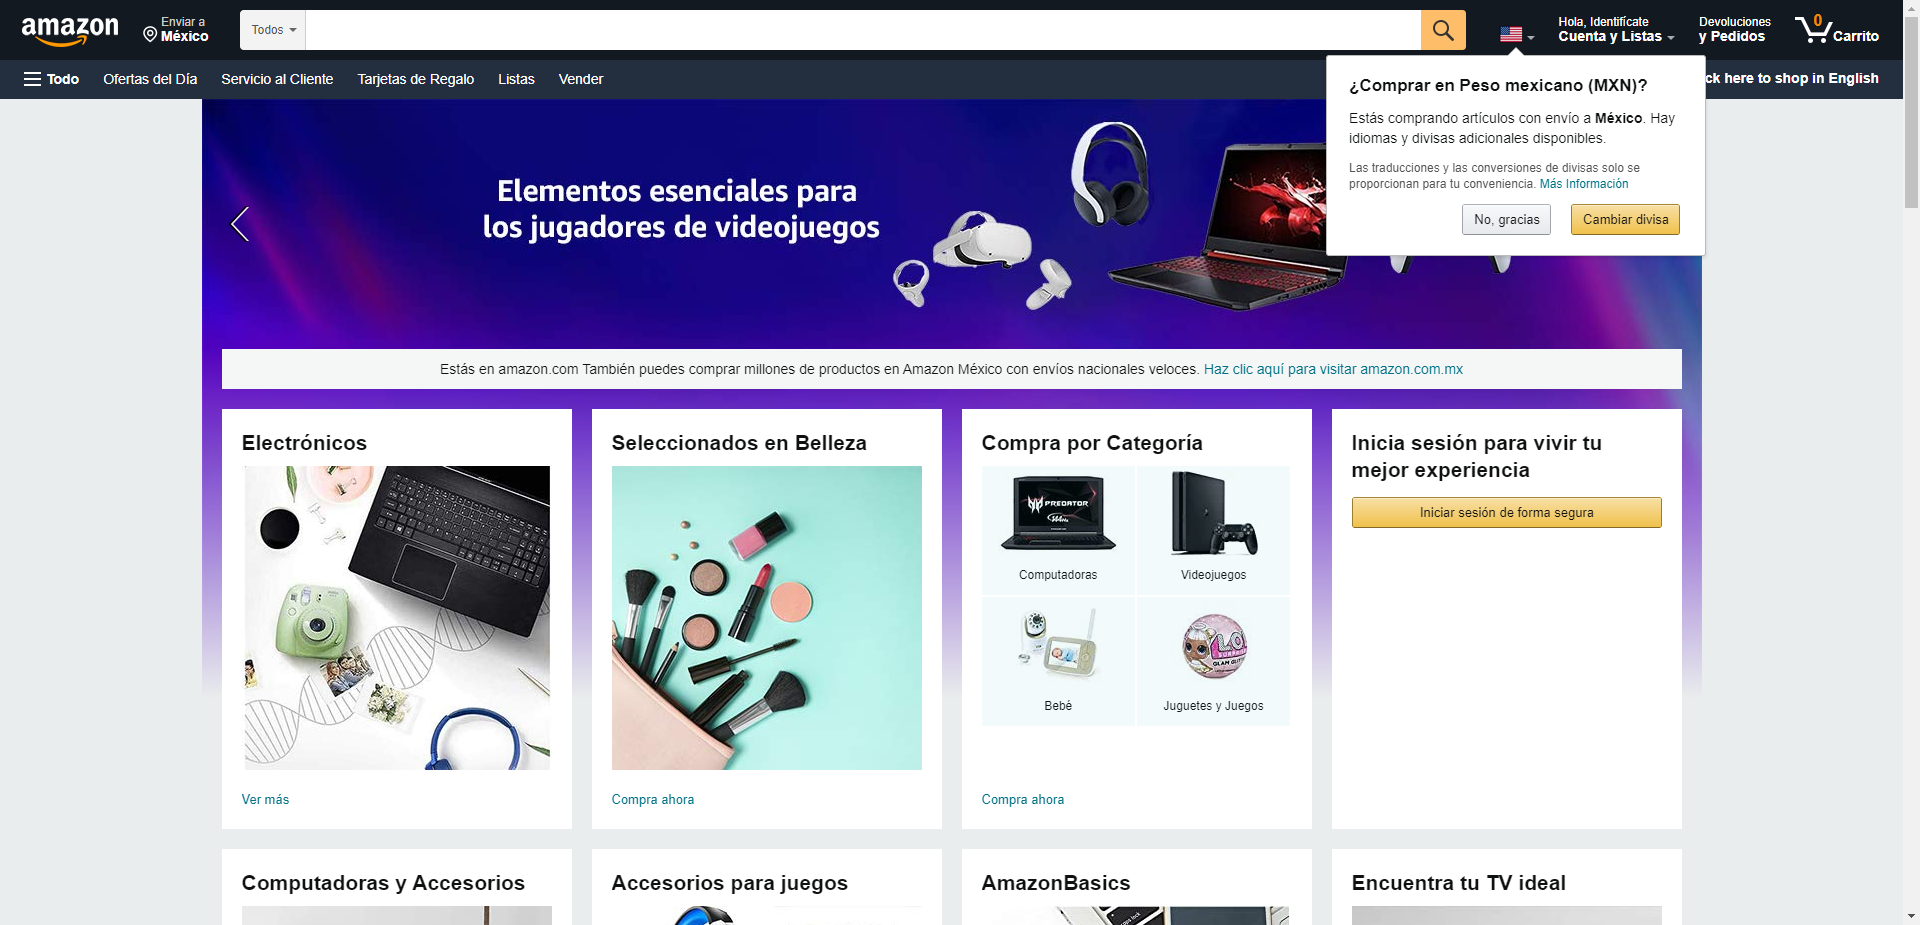 amazon
Enviar a
México
Todos
Hola, Identifícate
Cuenta y Listas
Devoluciones
y Pedidos
0
Carrito
Todo
Ofertas del Día
Servicio al Cliente
Tarjetas de Regalo
Listas
Vender
ck here to shop in English
¿Comprar en Peso mexicano (MXN)?
Estás comprando artículos con envío a México. Hay
idiomas y divisas adicionales disponibles.
Las traducciones y las conversiones de divisas solo se
proporcionan para tu conveniencia. Más Información
No, gracias
Cambiar divisa
Elementos esenciales para
los jugadores de videojuegos
Estás en amazon.com También puedes comprar millones de productos en Amazon México con envíos nacionales veloces. Haz clic aquí para visitar amazon.com.mx
Electrónicos
Ver más
Seleccionados en Belleza
Compra ahora
Compra por Categoría
PREDATOR
Computadoras
Videojuegos
Bebé
L.O.L.
SURPRISE
GLAM GLITTER
Juguetes y Juegos
Compra ahora
Inicia sesión para vivir tu
mejor experiencia
Iniciar sesión de forma segura
Computadoras y Accesorios
Accesorios para juegos
AmazonBasics
Encuentra tu TV ideal